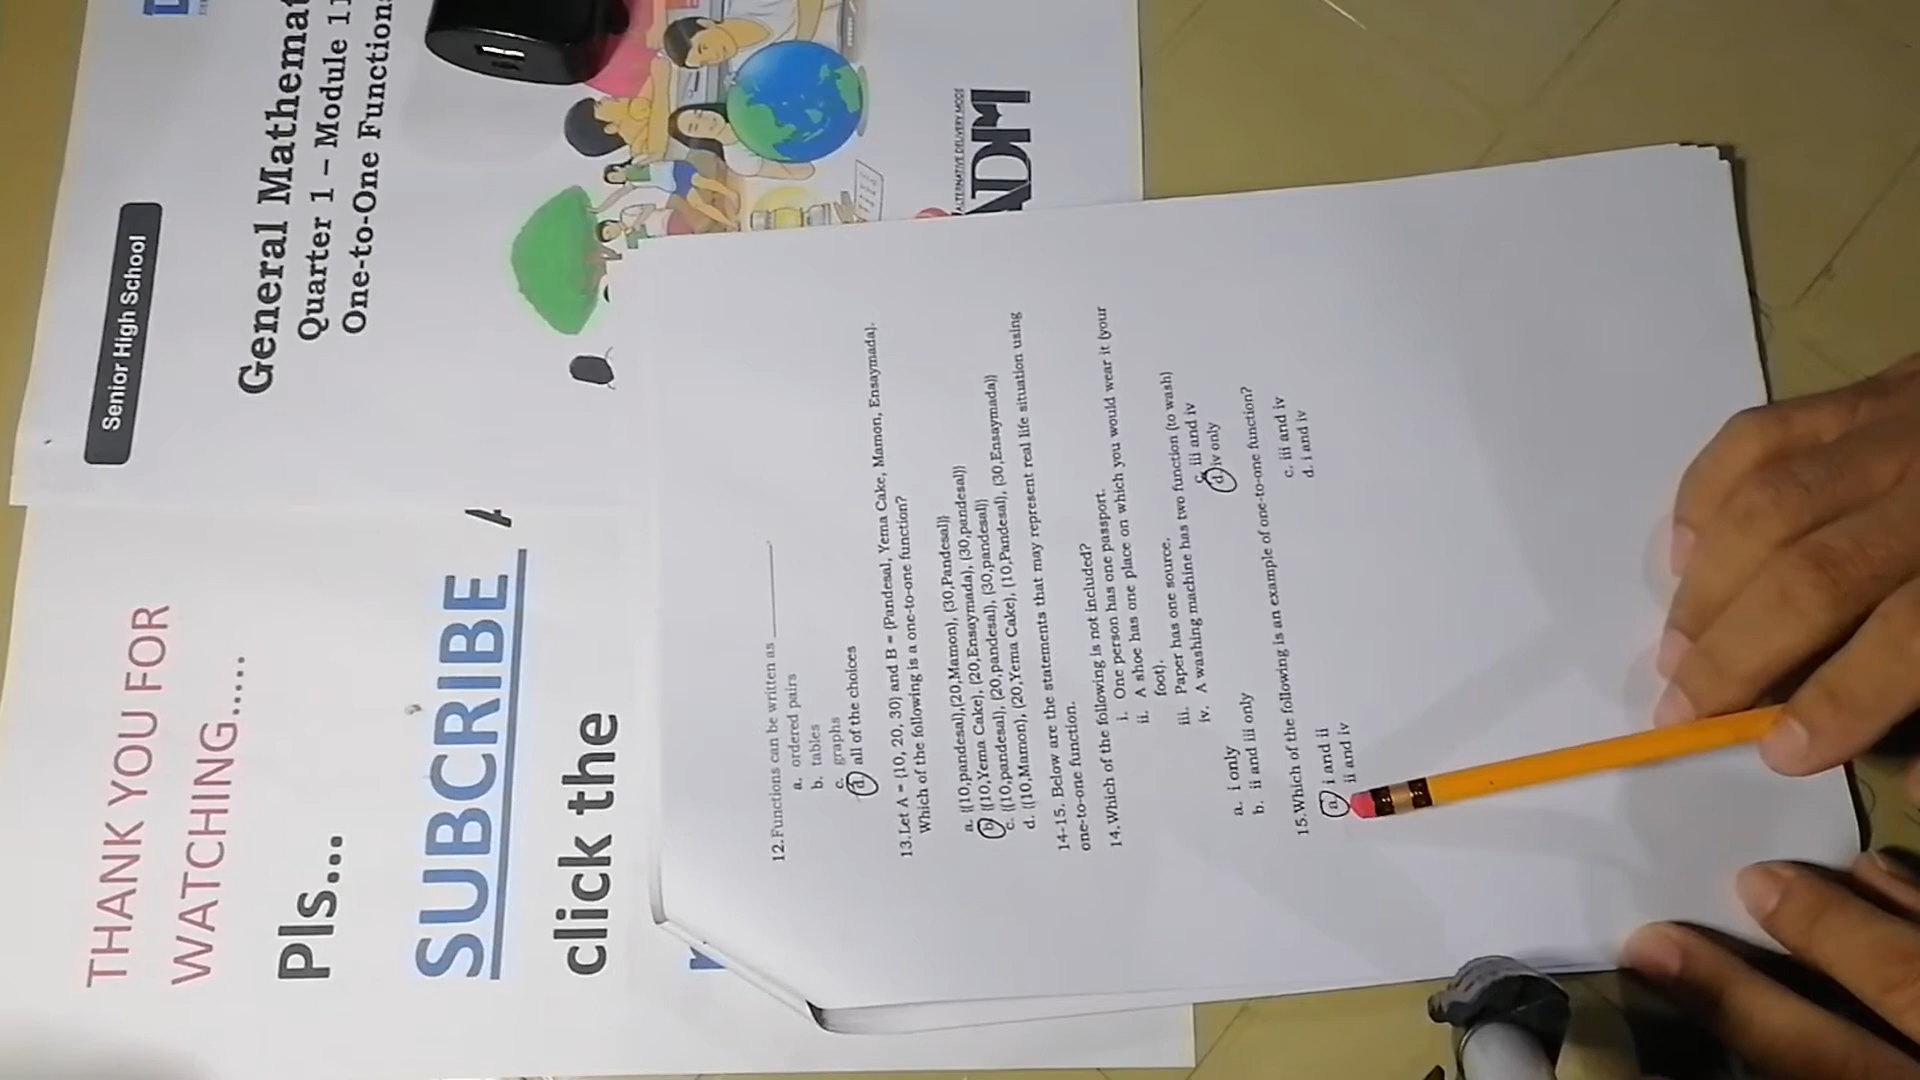 Senior High School
General Mathemat
Quarter 1 – Module 11
One-to-One Function
ALTERNATIVE DELIVERY MODE
ADM
THANK YOU FOR
WATCHING.....
Pls...
SUBCRIBE
click the
12.Functions can be written as ________
a. ordered pairs
b. tables
c. graphs
d. all of the choices
13.Let A = {10, 20, 30} and B = {Pandesal, Yema Cake, Mamon, Ensaymada}.
Which of the following is a one-to-one function?
a. {(10,pandesal),(20,Mamon), (30,Pandesal)}
b. {(10,Yema Cake), (20,Ensaymada), (30,pandesal)}
c. {(10,pandesal), (20,pandesal), (30,pandesal)}
d. {(10,Mamon), (20,Yema Cake), (10,Pandesal), (30,Ensaymada)}
14-15. Below are the statements that may represent real life situation using
one-to-one function.
14.Which of the following is not included?
i. One person has one passport.
ii. A shoe has one place on which you would wear it (your
foot).
iii. Paper has one source.
iv. A washing machine has two function (to wash)
a. i only
b. ii and iii only
c. iii and iv
d. iv only
15.Which of the following is an example of one-to-one function?
a. i and ii
ii and iv
c. iii and iv
d. i and iv